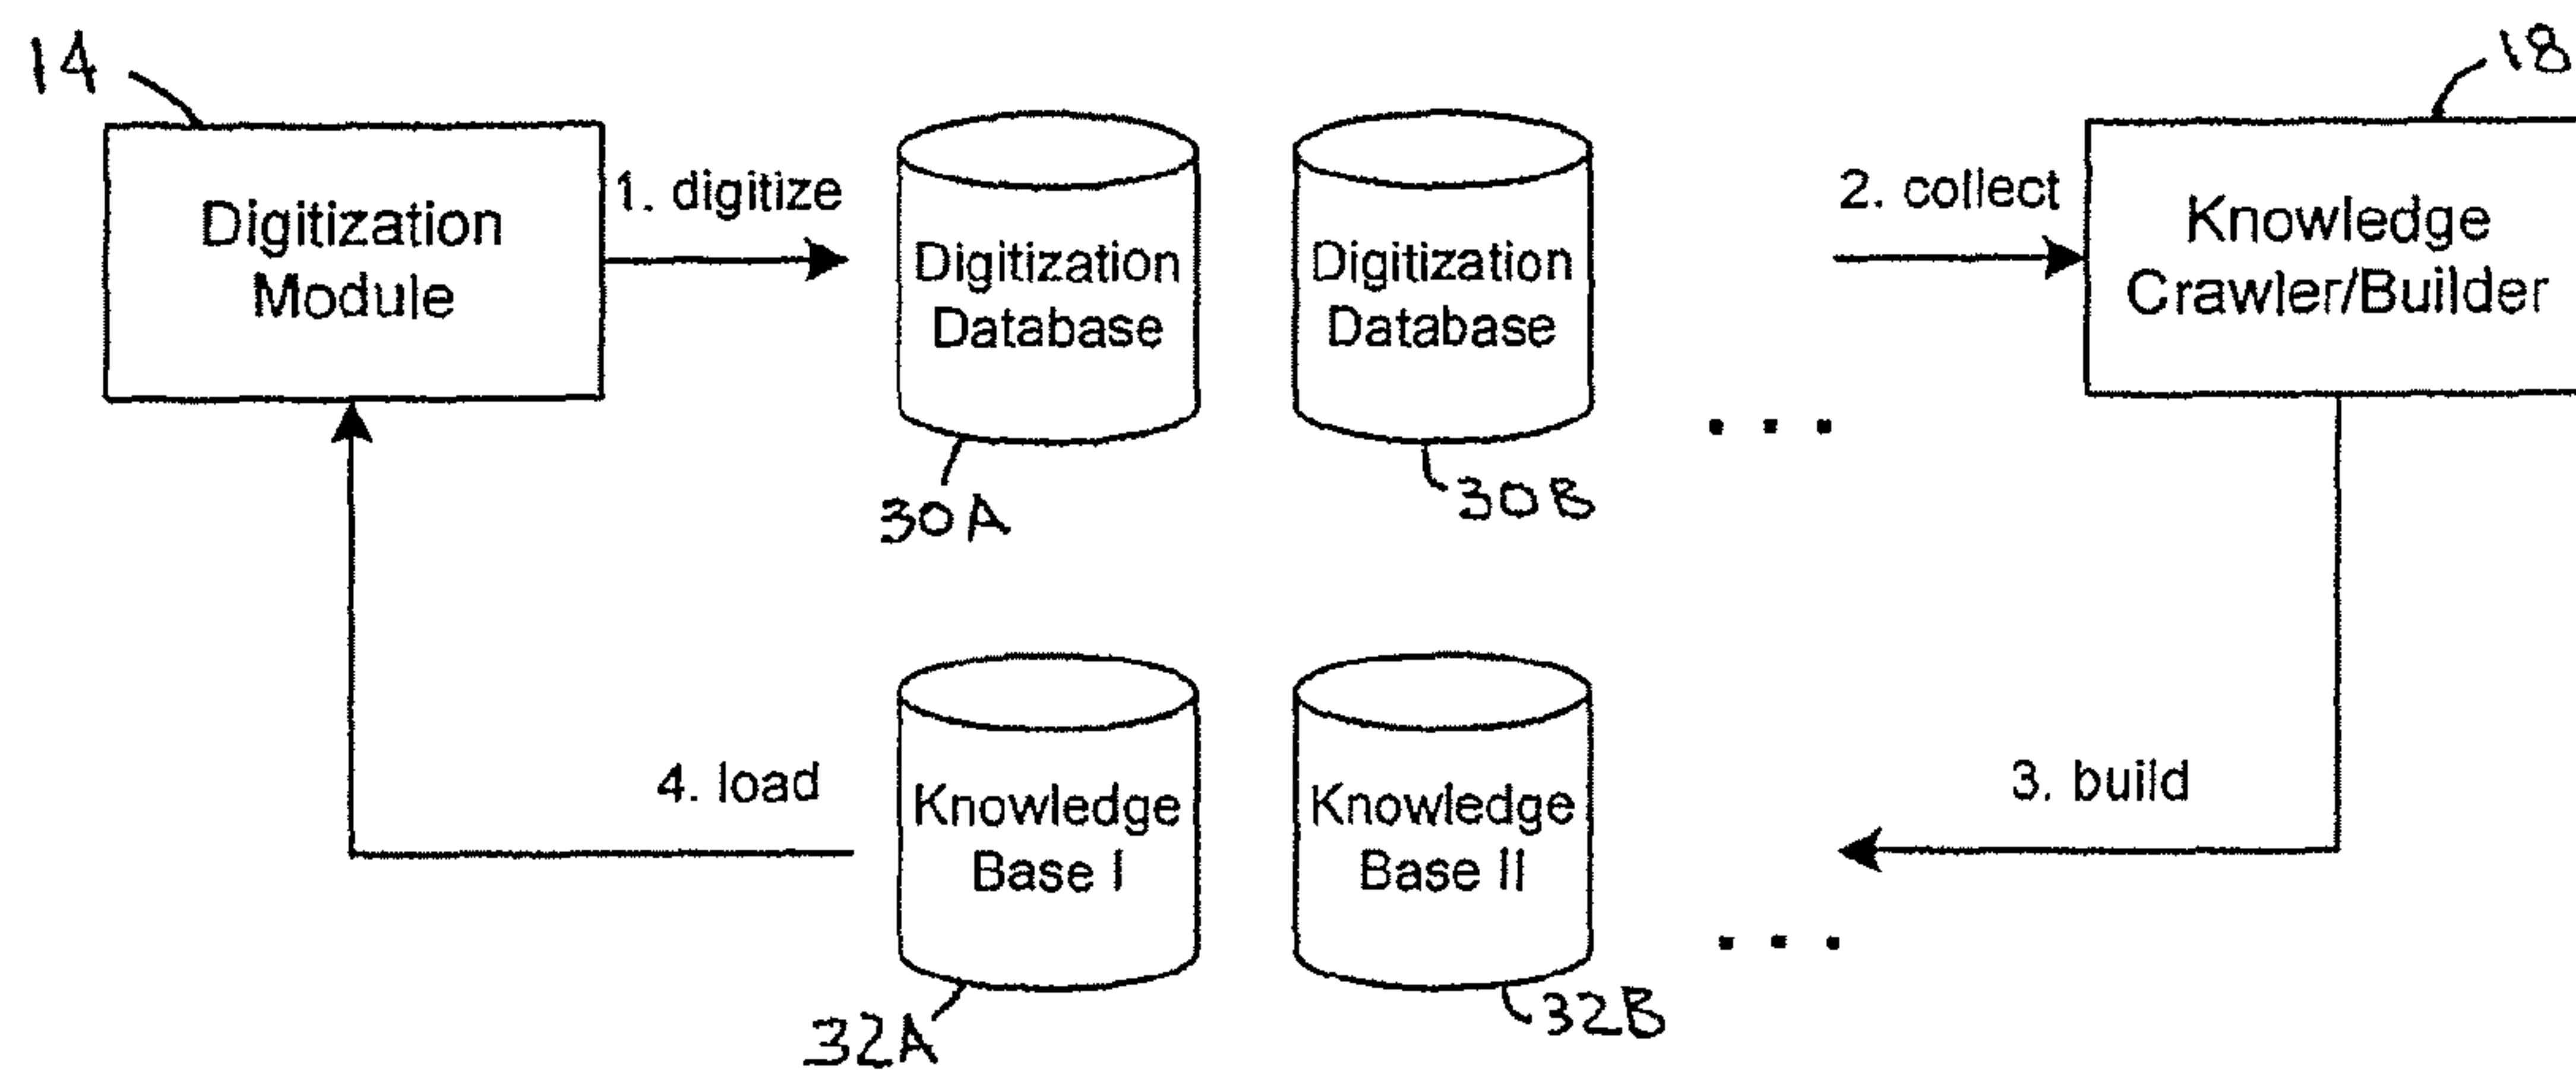 14
18
1. digitize
2. collect
Digitization
Module
Digitization
Database
Digitization
Database
Knowledge
Crawler/Builder
. . .
30A
30B
4. load
Knowledge
Base I
Knowledge
Base II
3. build
. . .
32A
32B